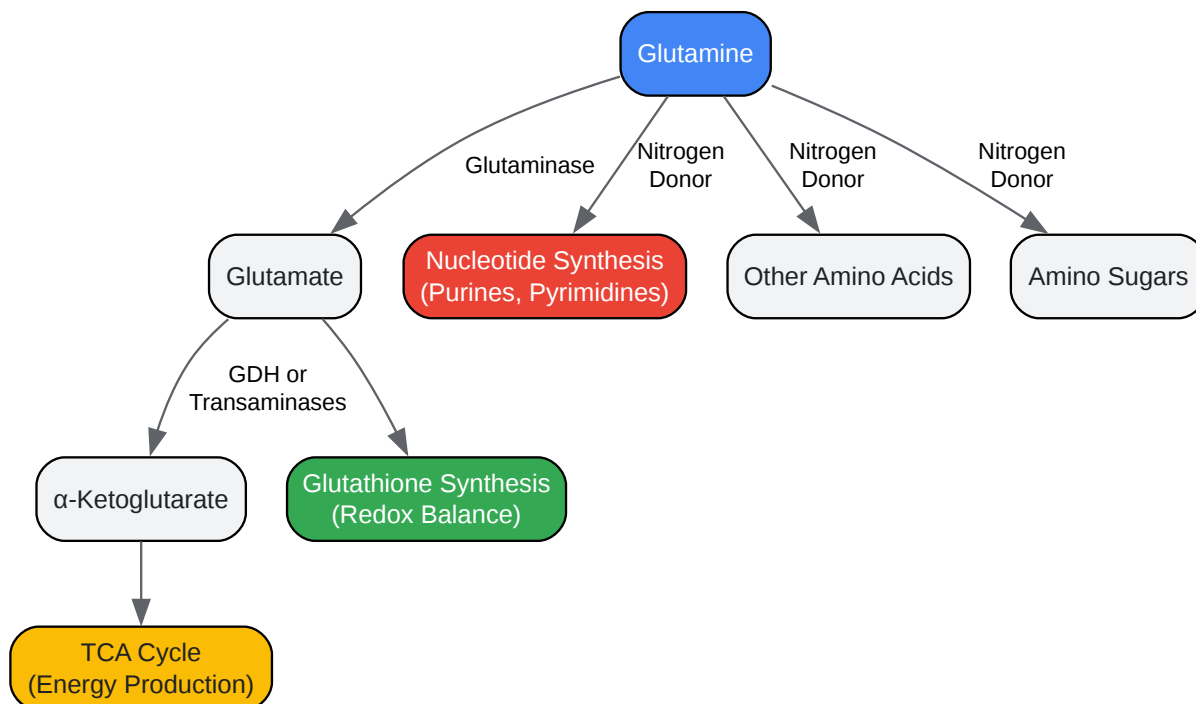 Glutamine
Glutaminase
Nitrogen
Donor
Nitrogen
Donor
Nitrogen
Donor
Glutamate
Nucleotide Synthesis
(Purines, Pyrimidines)
Other Amino Acids
Amino Sugars
GDH or
Transaminases
α-Ketoglutarate
Glutathione Synthesis
(Redox Balance)
TCA Cycle
(Energy Production)